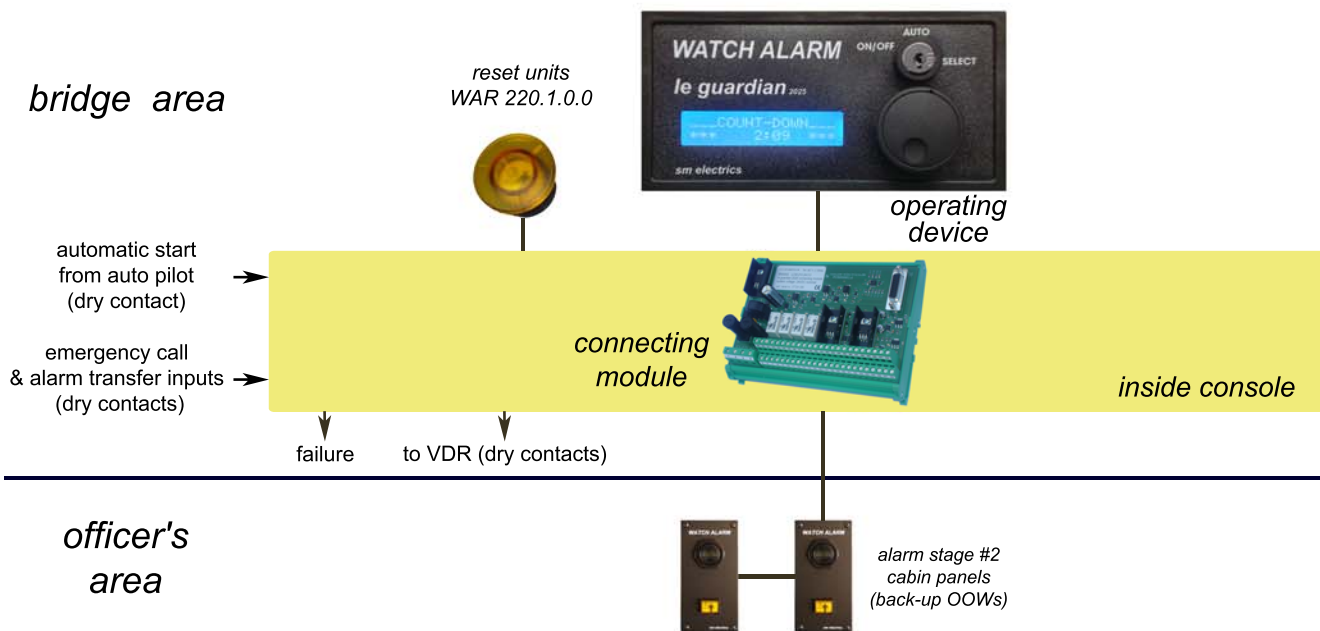 bridge area
reset units
WAR 220.1.0.0
WATCH ALARM
ON/OFF
AUTO
SELECT
le guardian 2025
COUNT-DOWN
*** 2:09 ***
sm electrics
operating
device
automatic start
from auto pilot
(dry contact)
emergency call
& alarm transfer inputs
(dry contacts)
connecting
module
inside console
failure
to VDR (dry contacts)
officer's
area
WATCH ALARM
WATCH ALARM
alarm stage #2
cabin panels
(back-up OOWs)